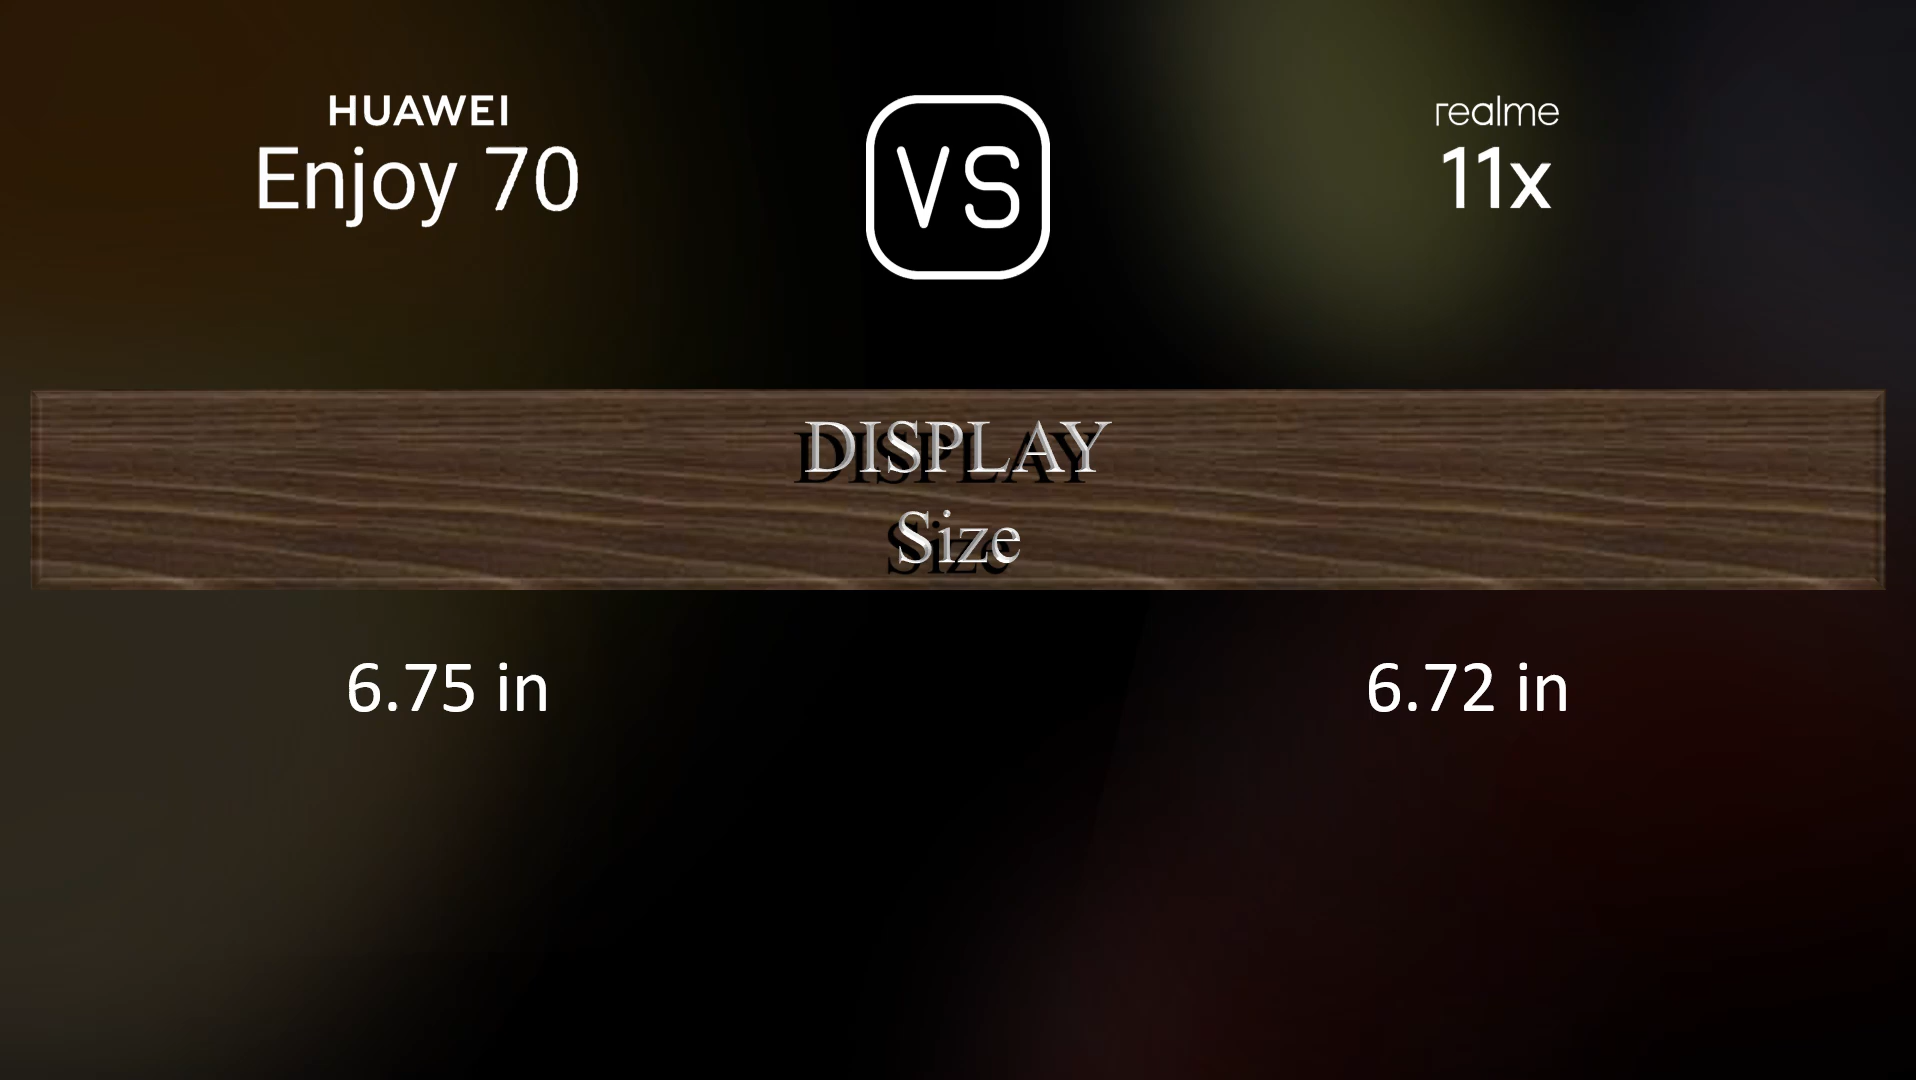 HUAWEI
Enjoy 70
VS
realme
11x
DISPLAY
Size
6.75 in
6.72 in